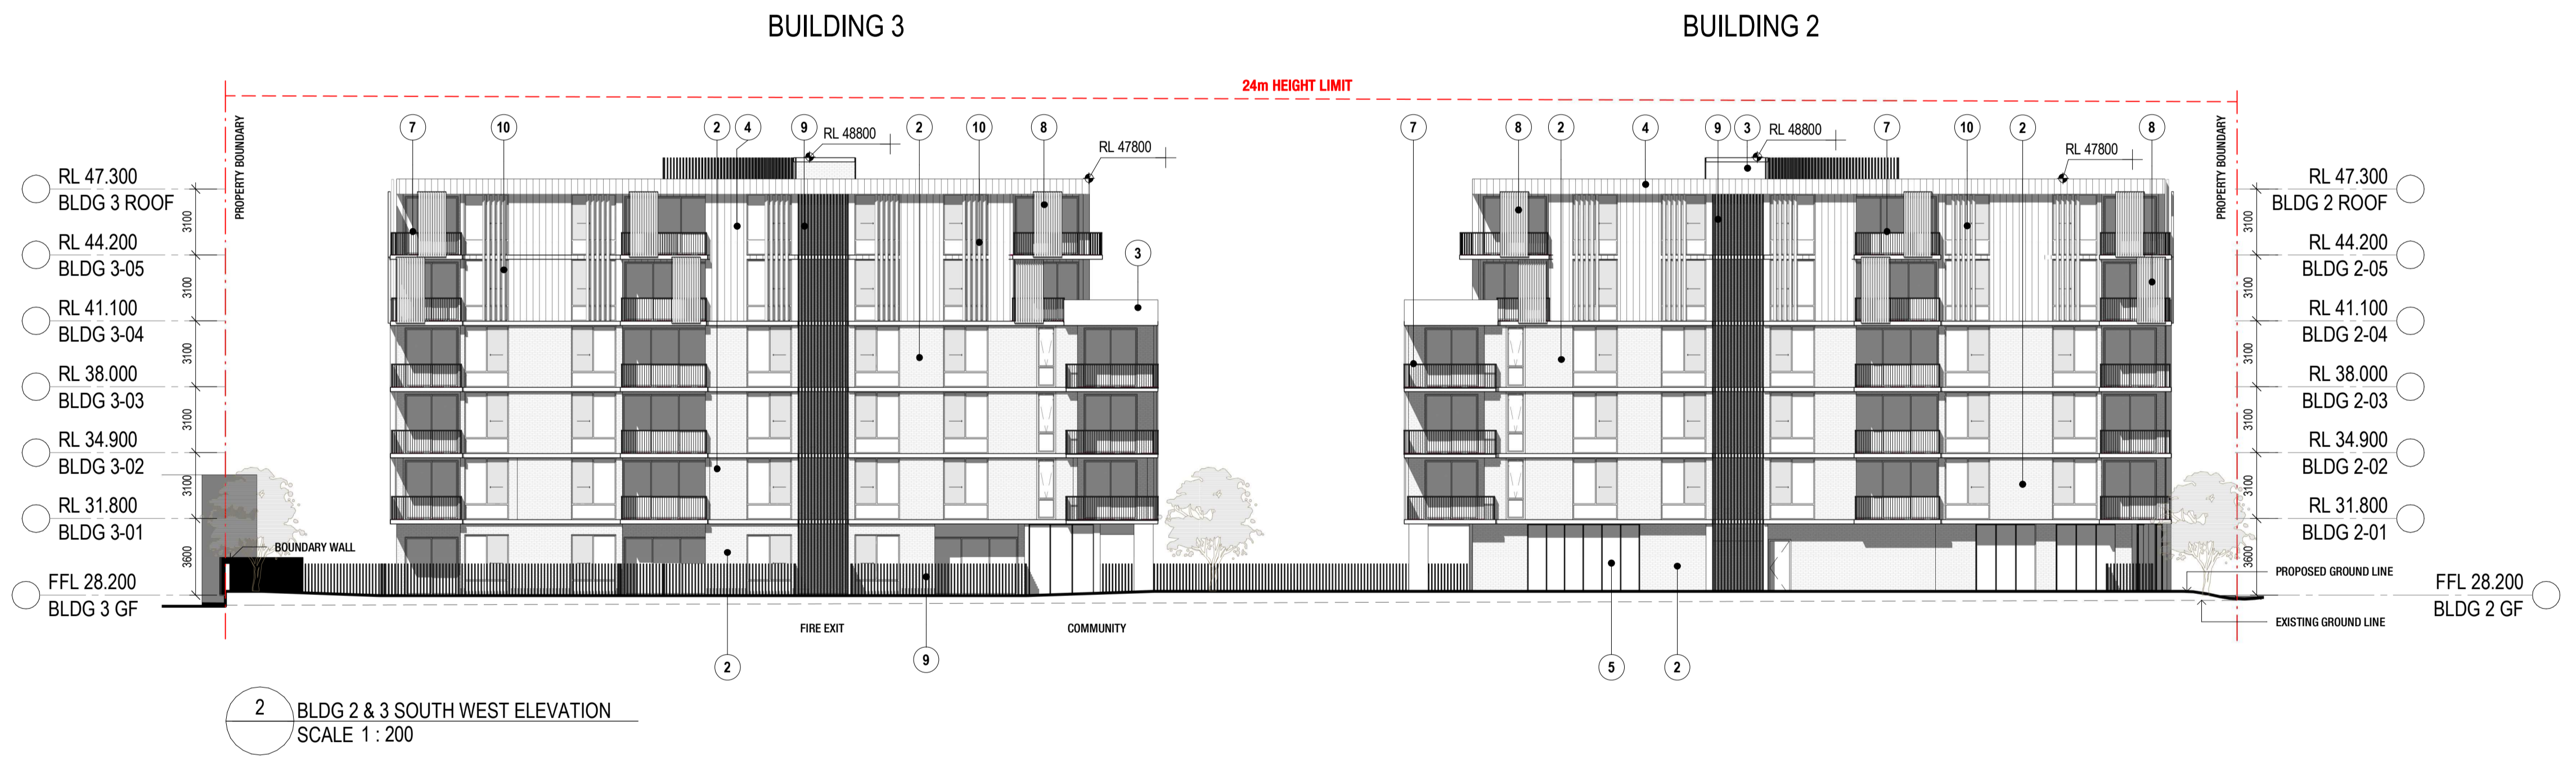 BUILDING 3
BUILDING 2
24m HEIGHT LIMIT
PROPERTY BOUNDARY
PROPERTY BOUNDARY
7
10
2
4
9
RL 48800
2
10
8
RL 47800
3
7
8
2
4
9
3
RL 48800
7
10
2
RL 47800
8
RL 47.300
BLDG 3 ROOF
3100
RL 44.200
BLDG 3-05
3100
RL 41.100
BLDG 3-04
3100
RL 38.000
BLDG 3-03
3100
RL 34.900
BLDG 3-02
3100
RL 31.800
BLDG 3-01
3600
FFL 28.200
BLDG 3 GF
BOUNDARY WALL
RL 47.300
BLDG 2 ROOF
3100
RL 44.200
BLDG 2-05
3100
RL 41.100
BLDG 2-04
3100
RL 38.000
BLDG 2-03
3100
RL 34.900
BLDG 2-02
3100
RL 31.800
BLDG 2-01
3600
PROPOSED GROUND LINE
FFL 28.200
BLDG 2 GF
EXISTING GROUND LINE
FIRE EXIT
COMMUNITY
2
9
5
2
2
BLDG 2 & 3 SOUTH WEST ELEVATION
SCALE 1 : 200